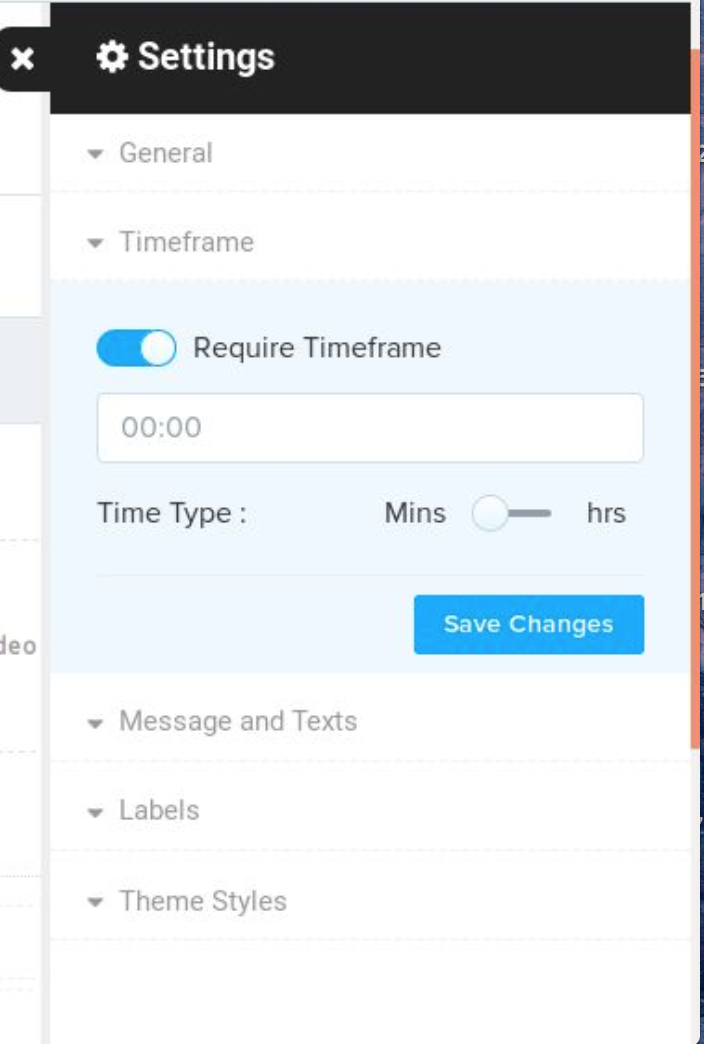 Settings
General
Timeframe
Require Timeframe
00:00
Time Type : Mins hrs
Save Changes
deo
Message and Texts
Labels
Theme Styles